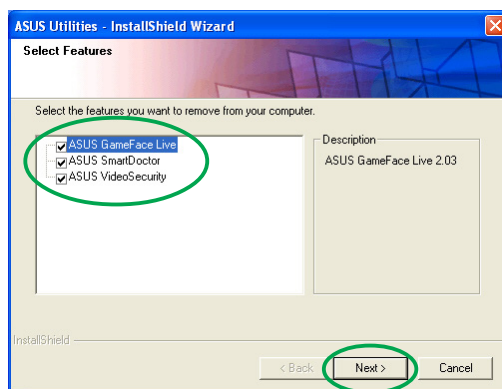 ASUS Utilities - InstallShield Wizard
Select Features
Select the features you want to remove from your computer.
ASUS GameFace Live
ASUS SmartDoctor
ASUS VideoSecurity
Description
ASUS GameFace Live 2.03
InstallShield
< Back
Next >
Cancel